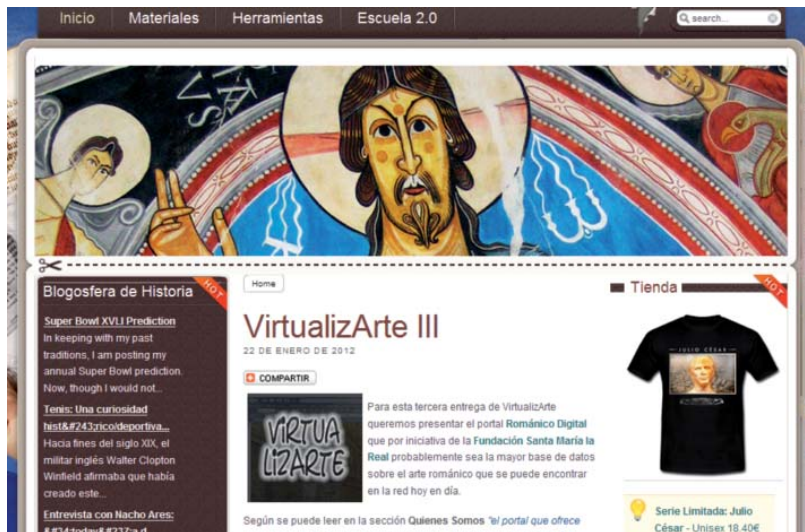 Inicio
Materiales
Herramientas
Escuela 2.0
search...
Blogosfera de Historia
HOT
Super Bowl XVLI Prediction
In keeping with my past
traditions, I am posting my
annual Super Bowl prediction.
Now, though I would not...
Tenis: Una curiosidad
hist&#243;rico/deportiva...
Hacia fines del siglo XIX, el
militar inglés Walter Clopton
Winfield afirmaba que había
creado este...
Entrevista con Nacho Ares:
Home
VirtualizArte III
22 DE ENERO DE 2012
COMPARTIR
VIRTUA
LIZARTE
Para esta tercera entrega de VirtualizArte
queremos presentar el portal Románico Digital
que por iniciativa de la Fundación Santa María la
Real probablemente sea la mayor base de datos
sobre el arte románico que se puede encontrar
en la red hoy en día.
Según se puede leer en la sección Quienes Somos "el portal que ofrece
Tienda
HOT
JULIO CÉSAR
Serie Limitada: Julio
César - Unisex 18.40€